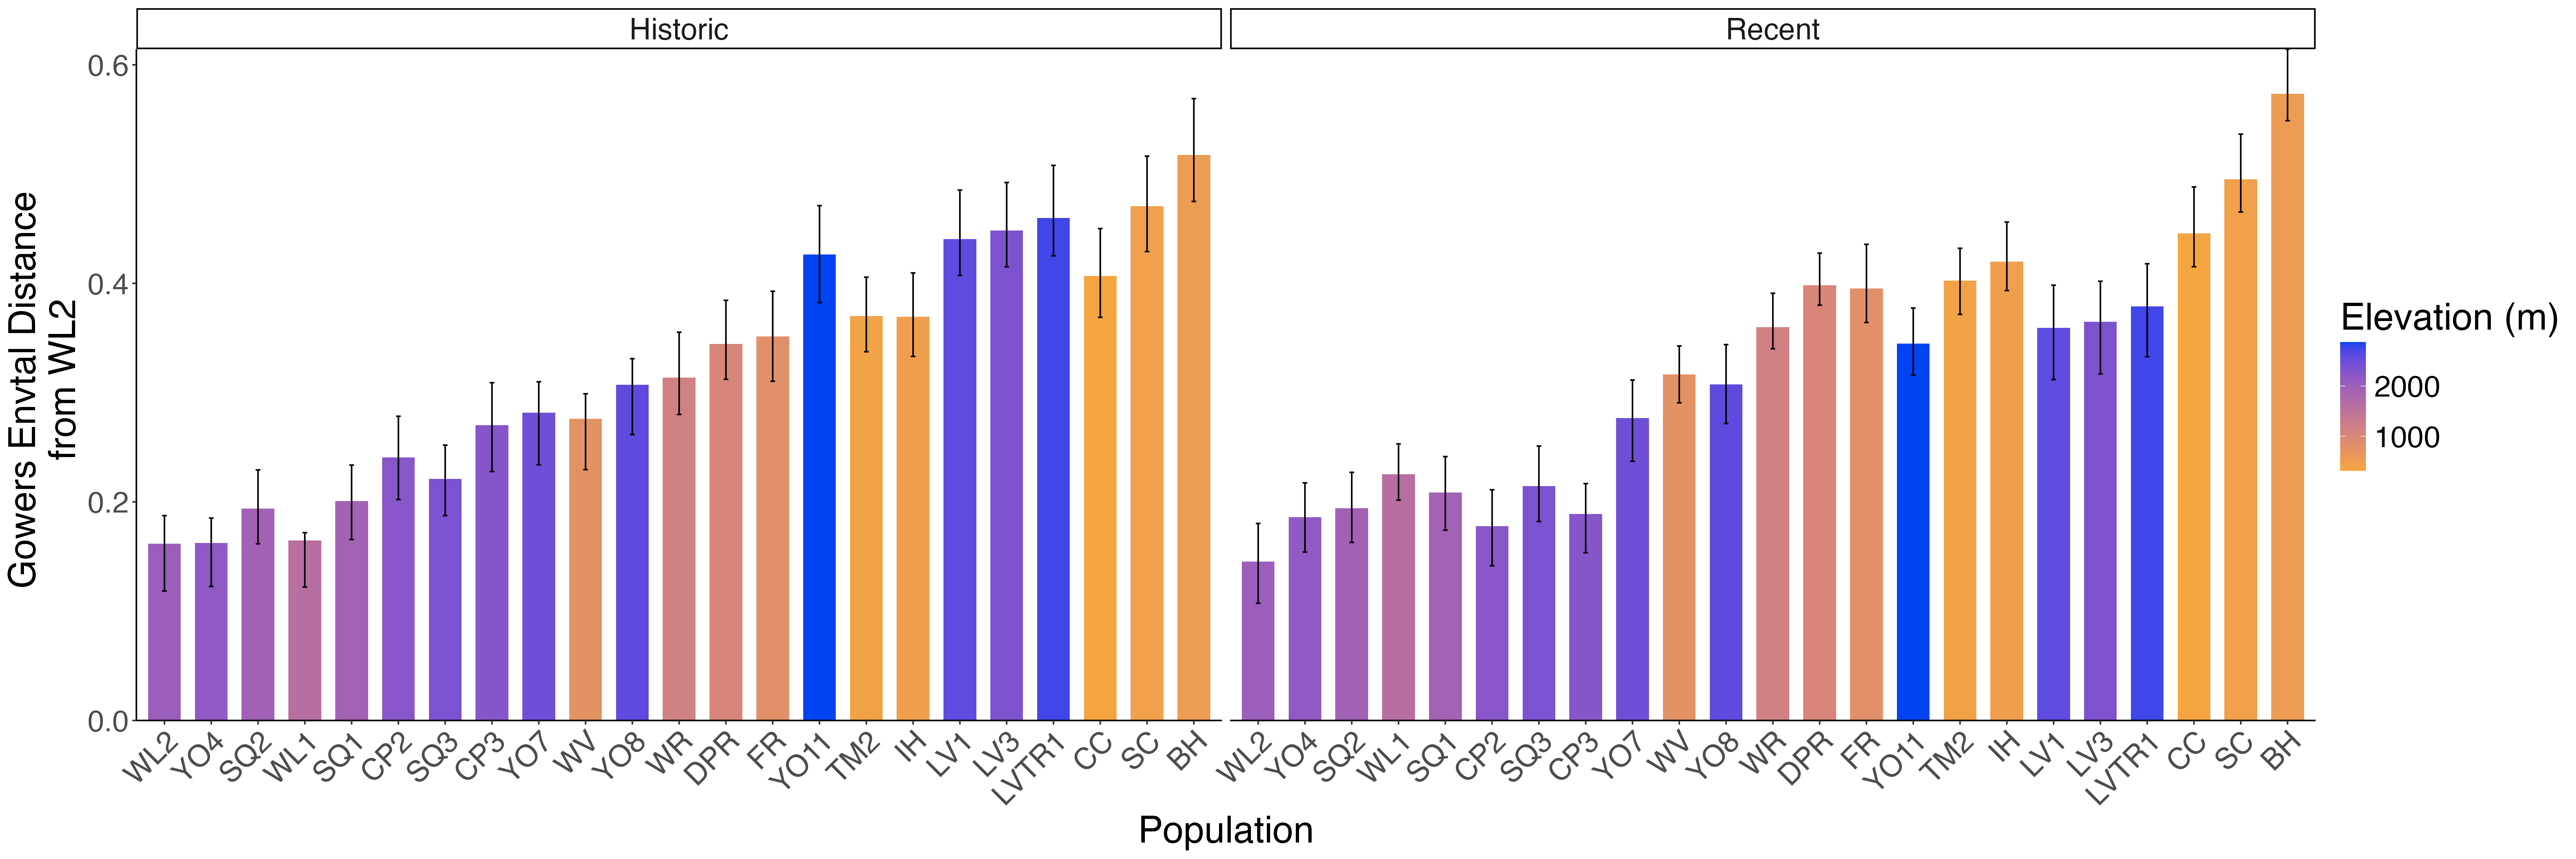 Historic
Recent
Gowers Envtal Distance
from WL2
0.6
0.4
0.2
0.0
WL2 YO4 SQ2 WL1 SQ1 CP2 SQ3 CP3 YO7 WV YO8 WR DPR FR YO11 TM2 IH LV1 LV3 LVTR1 CC SC BH
WL2 YO4 SQ2 WL1 SQ1 CP2 SQ3 CP3 YO7 WV YO8 WR DPR FR YO11 TM2 IH LV1 LV3 LVTR1 CC SC BH
Population
Elevation (m)
2000
1000